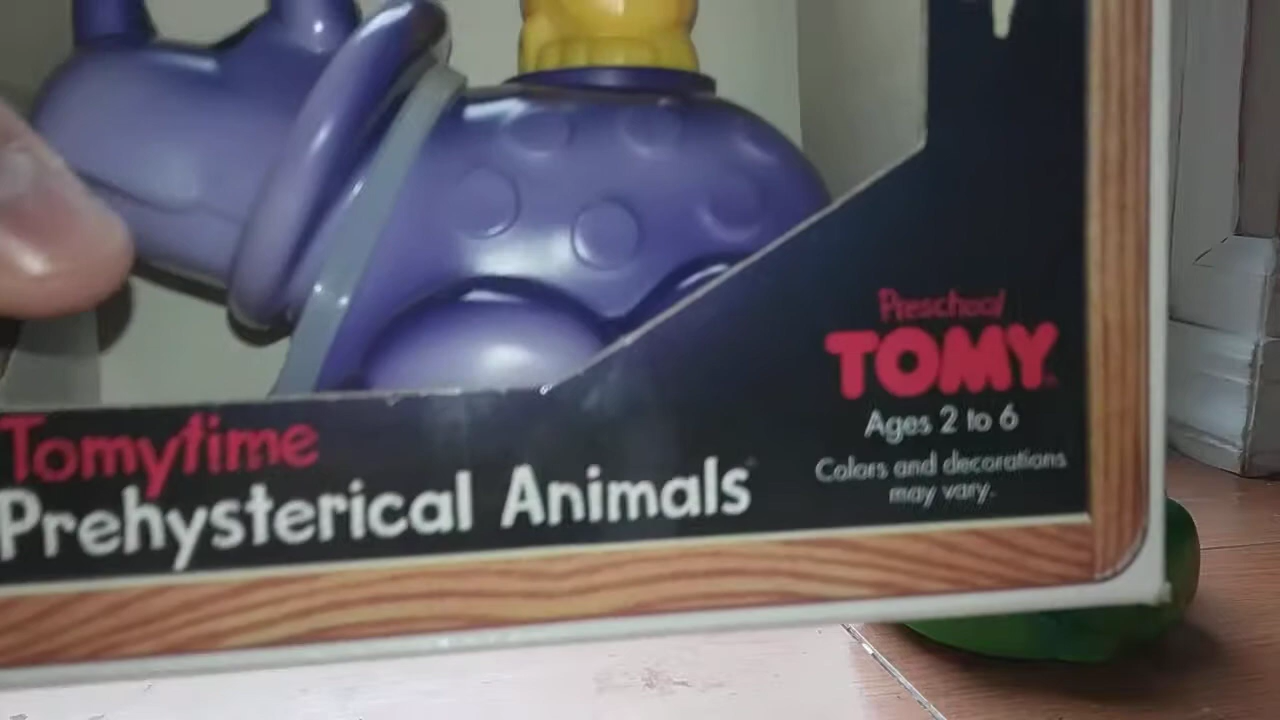 Tomytime
Prehysterical Animals
Preschool
TOMY
Ages 2 to 6
Colors and decorations
may vary.